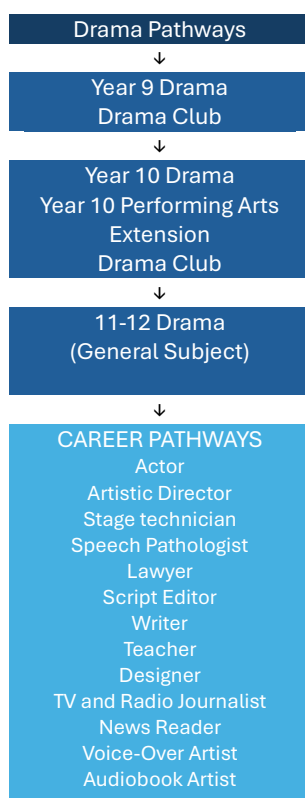 Drama Pathways
Year 9 Drama
Drama Club
Year 10 Drama
Year 10 Performing Arts
Extension
Drama Club
11-12 Drama
(General Subject)
CAREER PATHWAYS
Actor
Artistic Director
Stage technician
Speech Pathologist
Lawyer
Script Editor
Writer
Teacher
Designer
TV and Radio Journalist
News Reader
Voice-Over Artist
Audiobook Artist